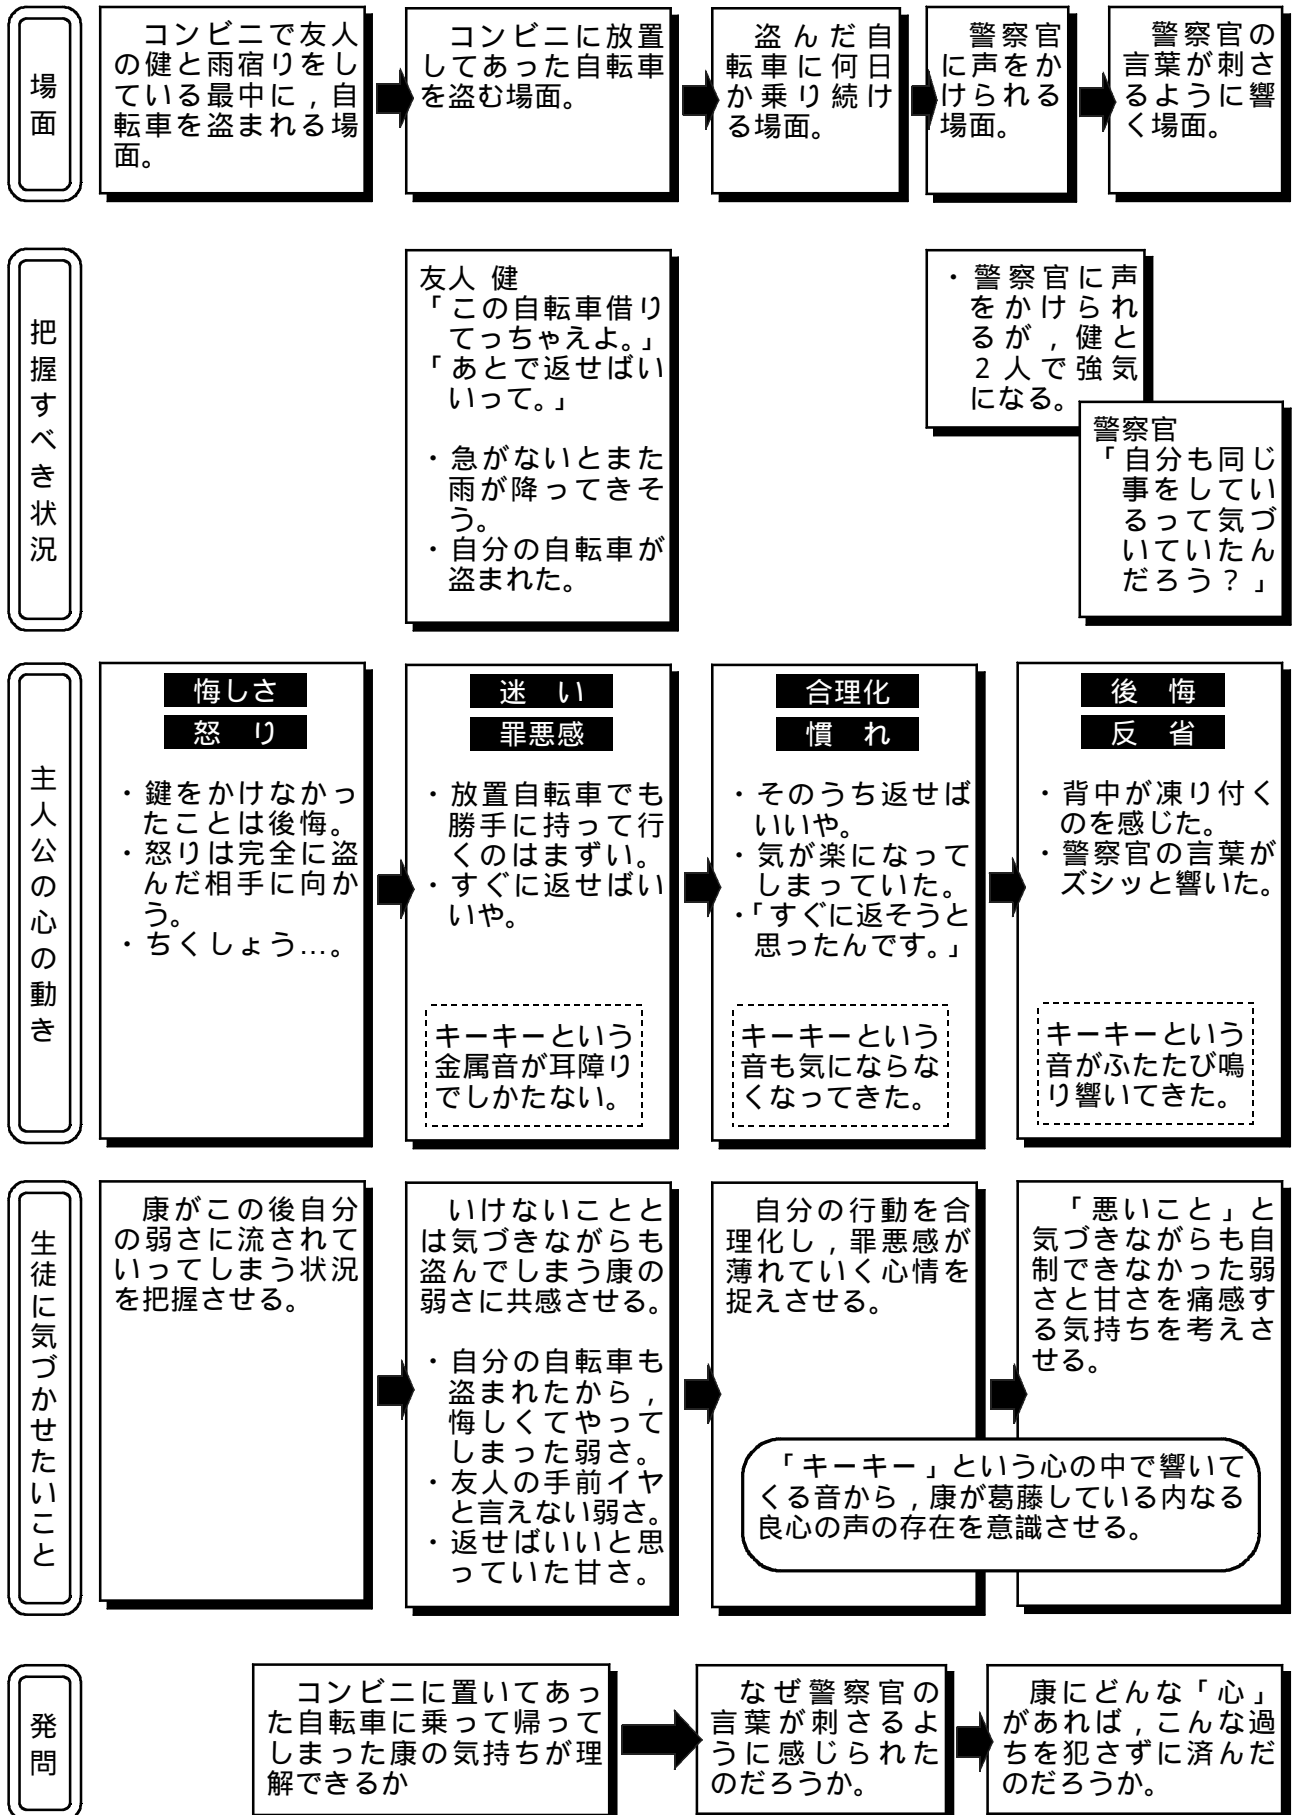 場面
コンビニで友人
の健と雨宿りをし
ている最中に，自
転車を盗まれる場
面。
コンビニに放置
してあった自転車
を盗む場面。
盗んだ自
転車に何日
か乗り続け
る場面。
警察官
に声をか
けられる
場面。
警察官の
言葉が刺さ
るように響
く場面。
把握すべき状況
友人 健
「この自転車借り
てっちゃえよ。」
「あとで返せばい
いって。」
・急がないとまた
雨が降ってきそ
う。
・自分の自転車が
盗まれた。
・警察官に声
をかけられ
るが，健と
２人で強気
になる。
警察官
「自分も同じ
事をしてい
るって気づ
いていたん
だろう？」
主人公の心の動き
悔しさ
怒り
・鍵をかけなかっ
たことは後悔。
・怒りは完全に盗
んだ相手に向か
う。
・ちくしょう…。
迷い
罪悪感
・放置自転車でも
勝手に持って行
くのはまずい。
・すぐに返せばい
いや。
キーキーという
金属音が耳障り
でしかたない。
合理化
慣れ
・そのうち返せば
いいや。
・気が楽になって
しまっていた。
・「すぐに返そうと
思ったんです。」
キーキーという
音も気にならな
くなってきた。
後悔
反省
・背中が凍り付く
のを感じた。
・警察官の言葉が
ズシッと響いた。
キーキーという
音がふたたび鳴
り響いてきた。
生徒に気づかせたいこと
康がこの後自分
の弱さに流されて
いってしまう状況
を把握させる。
いけないことと
は気づきながらも
盗んでしまう康の
弱さに共感させる。
・自分の自転車も
盗まれたから，
悔しくてやって
しまった弱さ。
・友人の手前イヤ
と言えない弱さ。
・返せばいいと思
っていた甘さ。
自分の行動を合
理化し，罪悪感が
薄れていく心情を
捉えさせる。
「悪いこと」と
気づきながらも自
制できなかった弱
さと甘さを痛感す
る気持ちを考えさ
せる。
「キーキー」という心の中で響いて
くる音から，康が葛藤している内なる
良心の声の存在を意識させる。
発問
コンビニに置いてあっ
た自転車に乗って帰って
しまった康の気持ちが理
解できるか
なぜ警察官の
言葉が刺さるよ
うに感じられた
のだろうか。
康にどんな「心」
があれば，こんな過
ちを犯さずに済んだ
のだろうか。